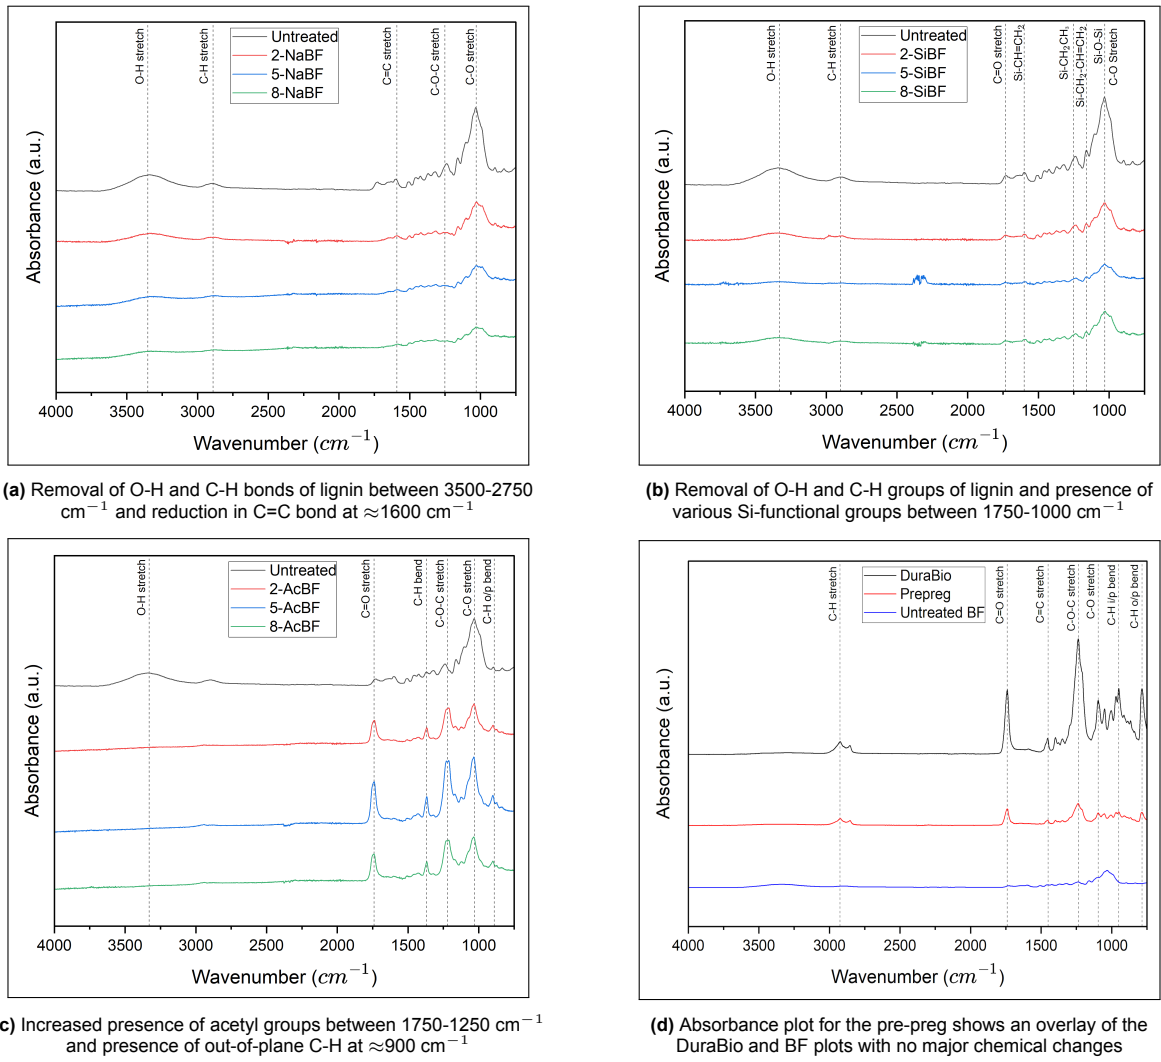 O-H stretch
C-H stretch
Untreated
2-NaBF
5-NaBF
8-NaBF
C=C stretch
C-O-C stretch
C-O stretch
Absorbance (a.u.)
4000 3500 3000 2500 2000 1500 1000
Wavenumber (cm⁻¹)
(a) Removal of O-H and C-H bonds of lignin between 3500-2750
cm⁻¹ and reduction in C=C bond at ≈1600 cm⁻¹
O-H stretch
C-H stretch
Untreated
2-SiBF
5-SiBF
8-SiBF
C=O stretch
Si-CH=CH₂
Si-CH₂CH₃
Si-CH₂-CH=CH₂
Si-O-Si
C-O Stretch
Absorbance (a.u.)
4000 3500 3000 2500 2000 1500 1000
Wavenumber (cm⁻¹)
(b) Removal of O-H and C-H groups of lignin and presence of
various Si-functional groups between 1750-1000 cm⁻¹
O-H stretch
Untreated
2-AcBF
5-AcBF
8-AcBF
C=O stretch
C-H bend
C-O-C stretch
C-O stretch
C-H o/p bend
Absorbance (a.u.)
4000 3500 3000 2500 2000 1500 1000
Wavenumber (cm⁻¹)
c) Increased presence of acetyl groups between 1750-1250 cm⁻¹
and presence of out-of-plane C-H at ≈900 cm⁻¹
C-H stretch
DuraBio
Prepreg
Untreated BF
C=O stretch
C=C stretch
C-O-C stretch
C-O stretch
C-H i/p bend
C-H o/p bend
Absorbance (a.u.)
4000 3500 3000 2500 2000 1500 1000
Wavenumber (cm⁻¹)
(d) Absorbance plot for the pre-preg shows an overlay of the
DuraBio and BF plots with no major chemical changes